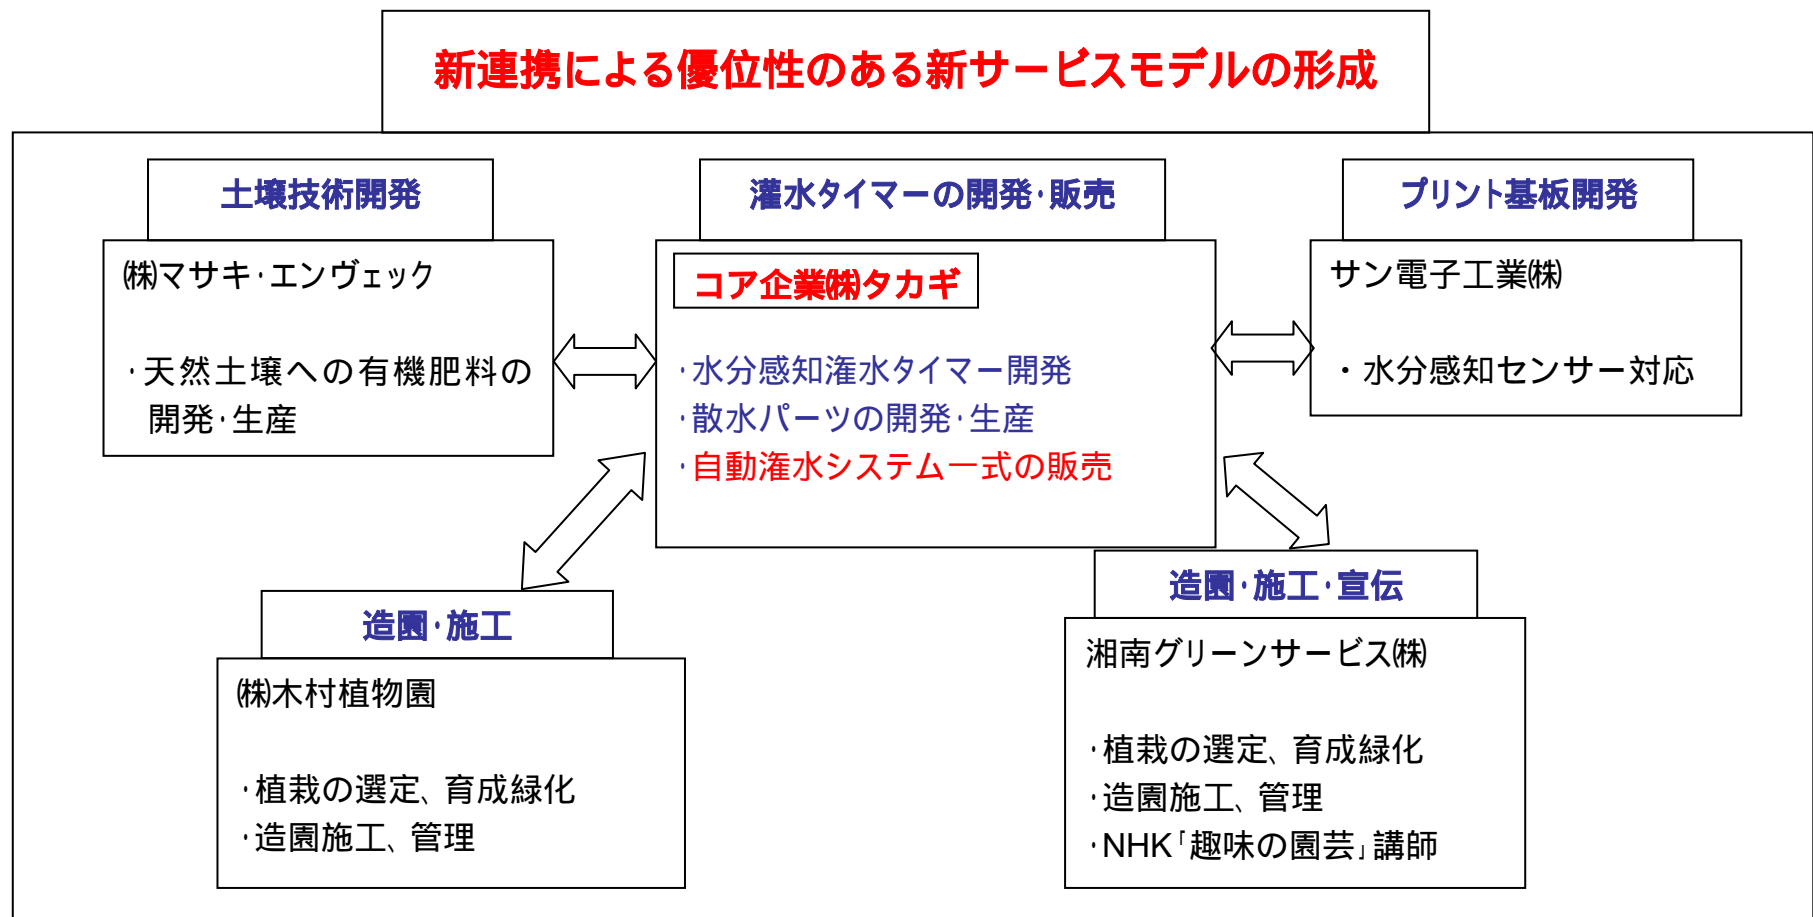 新連携による優位性のある新サービスモデルの形成
土壌技術開発
㈱マサキ・エンヴェック
・天然土壌への有機肥料の
開発・生産
灌水タイマーの開発・販売
コア企業㈱タカギ
・水分感知潅水タイマー開発
・散水パーツの開発・生産
・自動潅水システム一式の販売
プリント基板開発
サン電子工業㈱
・水分感知センサー対応
造園・施工
㈱木村植物園
・植栽の選定、育成緑化
・造園施工、管理
造園・施工・宣伝
湘南グリーンサービス㈱
・植栽の選定、育成緑化
・造園施工、管理
・NHK「趣味の園芸」講師